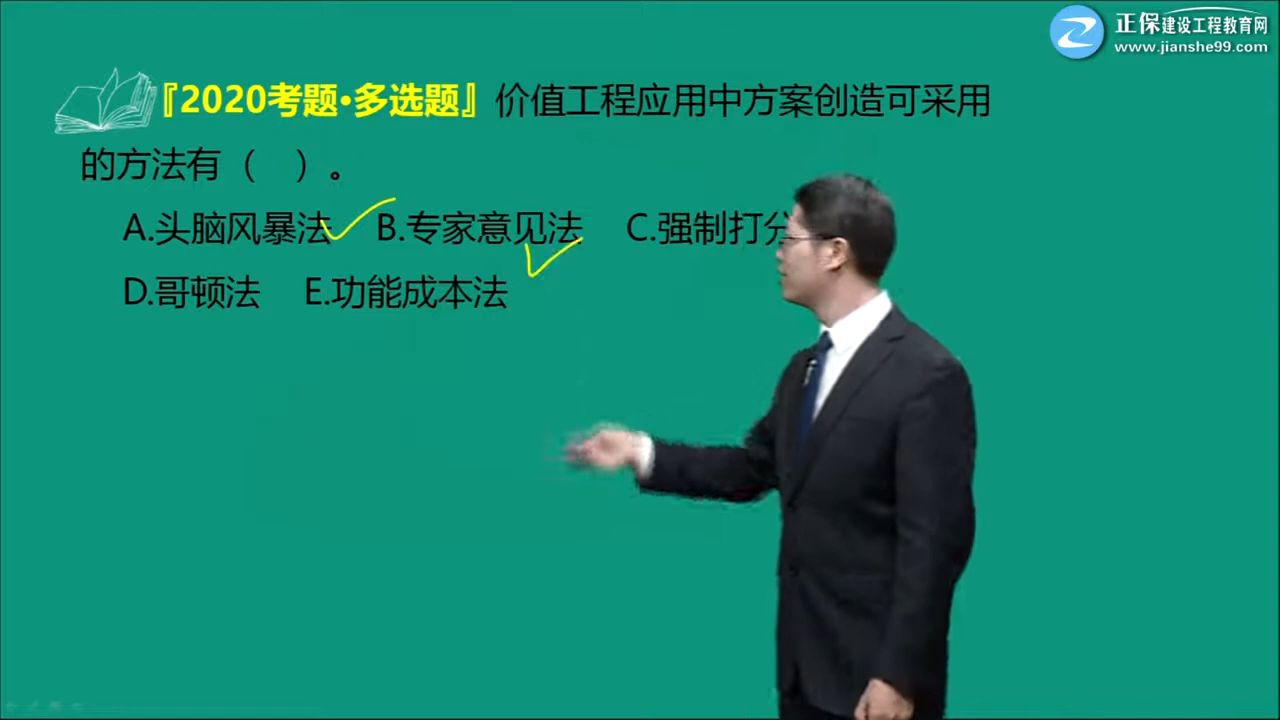 正保建设工程教育网
www.jianshe99.com
『2020考题·多选题』价值工程应用中方案创造可采用
的方法有（ ）。
A.头脑风暴法 B.专家意见法 C.强制打分
D.哥顿法 E.功能成本法